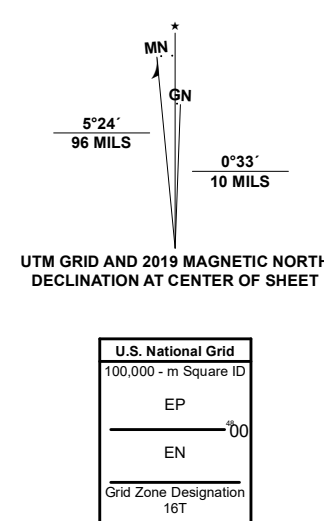 ★
MN
GN
5°24´
96 MILS
0°33´
10 MILS
UTM GRID AND 2019 MAGNETIC NORTH
DECLINATION AT CENTER OF SHEET
U.S. National Grid
100,000 - m Square ID
EP
4800
EN
Grid Zone Designation
16T